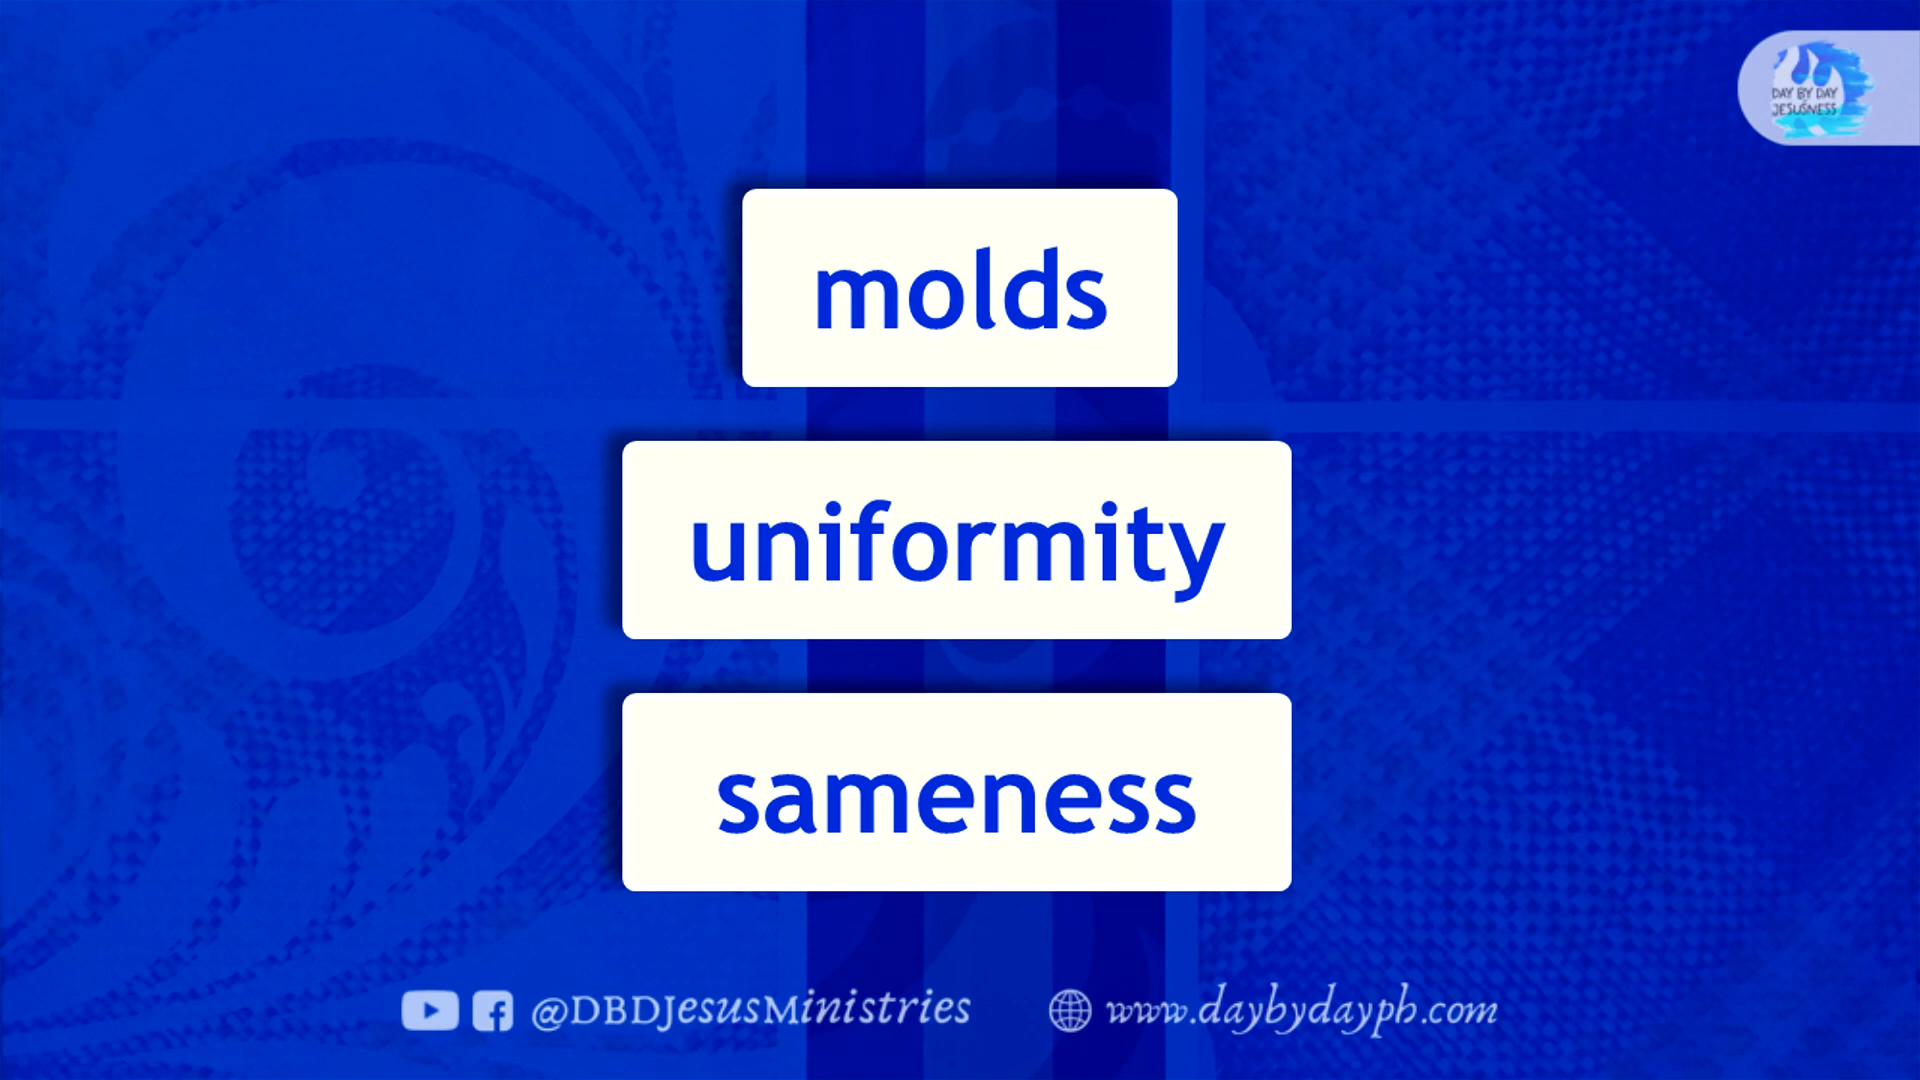 DAY BY DAY
JESUSNESS
molds
uniformity
sameness
@DBDJesusMinistries
www.daybydayph.com